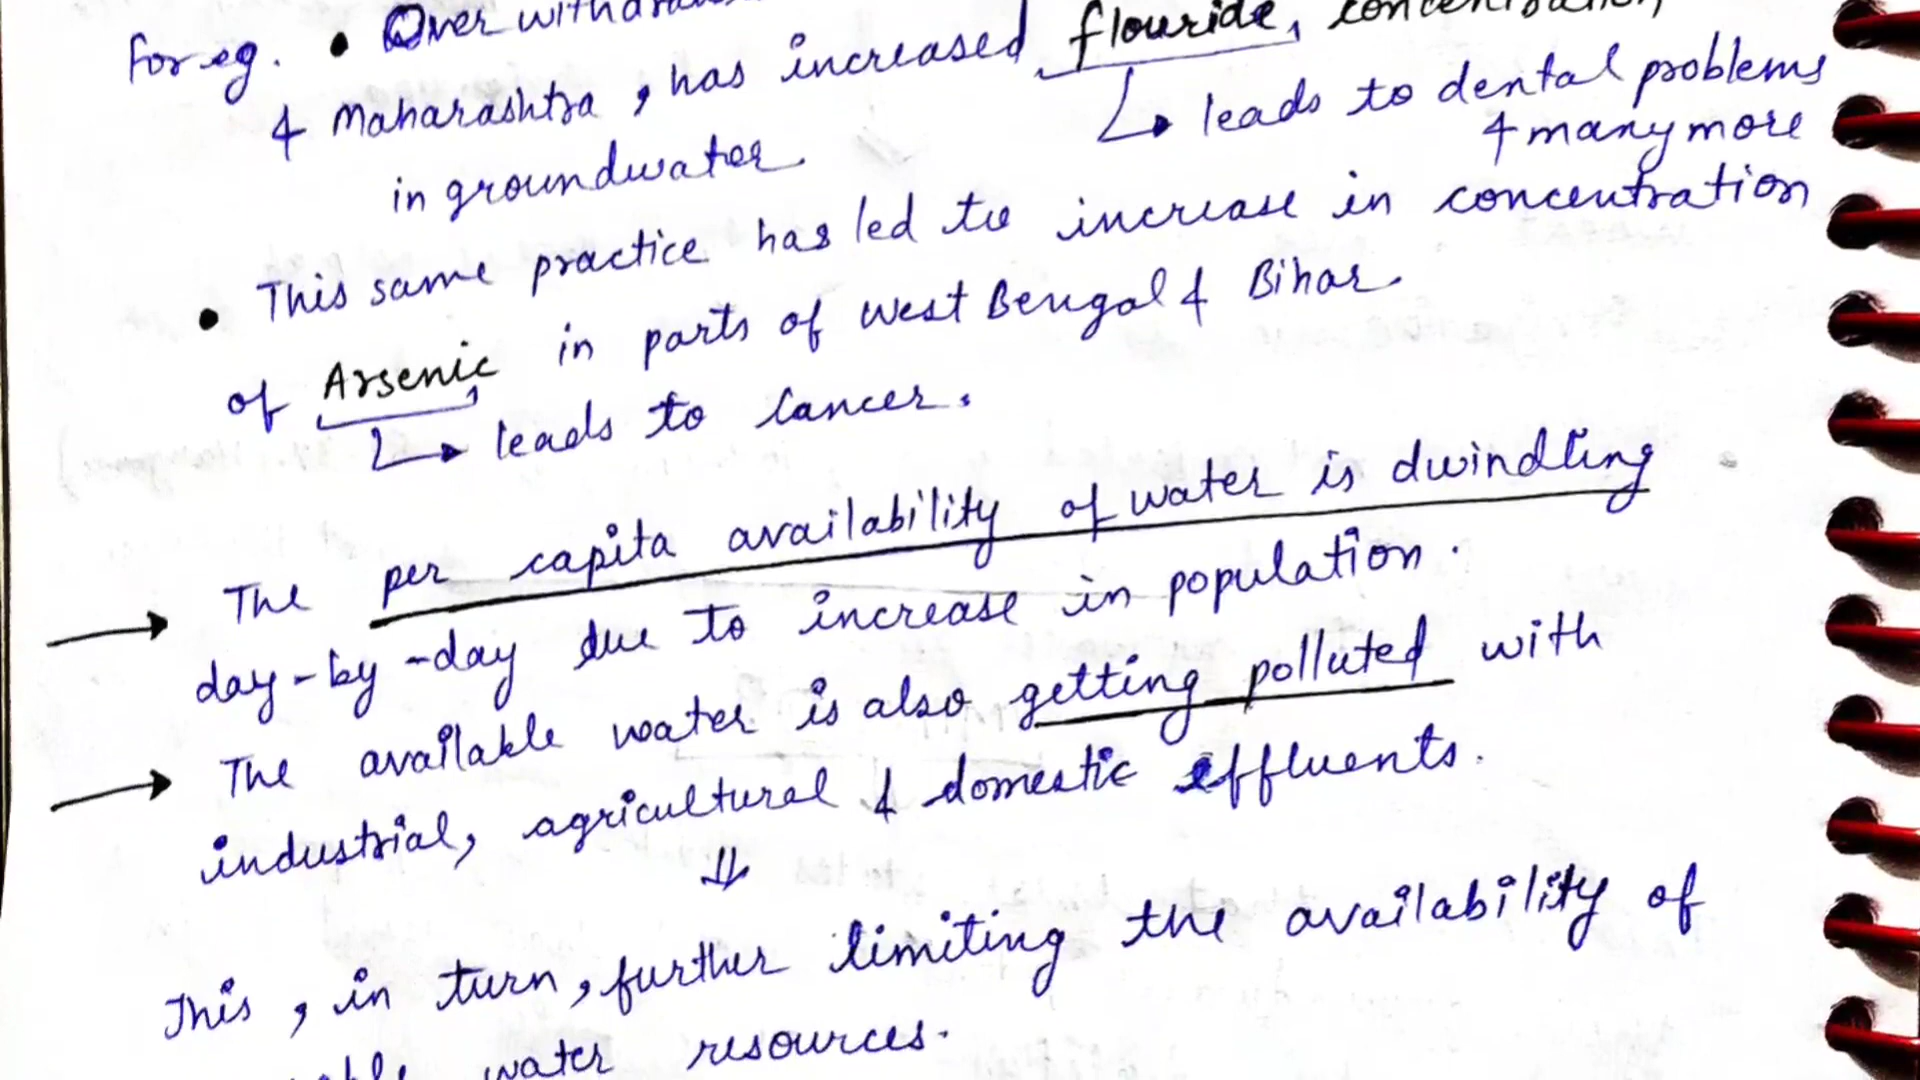 For eg. • Over
& Maharashtra, has increased flouride, concentration
↳ leads to dental problems
& many more
in groundwater
• This same practice has led to increase in concentration
of Arsenic in parts of West Bengal & Bihar.
↳ leads to Cancer.
→ The per capita availability of water is dwindling
day-by-day due to increase in population.
→ The available water is also getting polluted with
industrial, agricultural & domestic effluents.
⇓
This, in turn, further limiting the availability of
water resources.